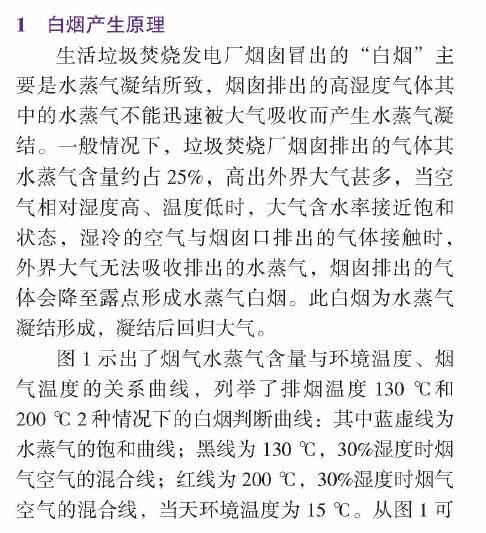 1 白烟产生原理
生活垃圾焚烧发电厂烟囱冒出的“白烟”主
要是水蒸气凝结所致，烟囱排出的高湿度气体其
中的水蒸气不能迅速被大气吸收而产生水蒸气凝
结。一般情况下，垃圾焚烧厂烟囱排出的气体其
水蒸气含量约占 25%，高出外界大气甚多，当空
气相对湿度高、温度低时，大气含水率接近饱和
状态，湿冷的空气与烟囱口排出的气体接触时，
外界大气无法吸收排出的水蒸气，烟囱排出的气
体会降至露点形成水蒸气白烟。此白烟为水蒸气
凝结形成，凝结后回归大气。
图 1 示出了烟气水蒸气含量与环境温度、烟
气温度的关系曲线，列举了排烟温度 130 ℃和
200 ℃ 2 种情况下的白烟判断曲线：其中蓝虚线为
水蒸气的饱和曲线；黑线为 130 ℃，30%湿度时烟
气空气的混合线；红线为 200 ℃，30%湿度时烟气
空气的混合线，当天环境温度为 15 ℃。从图 1 可